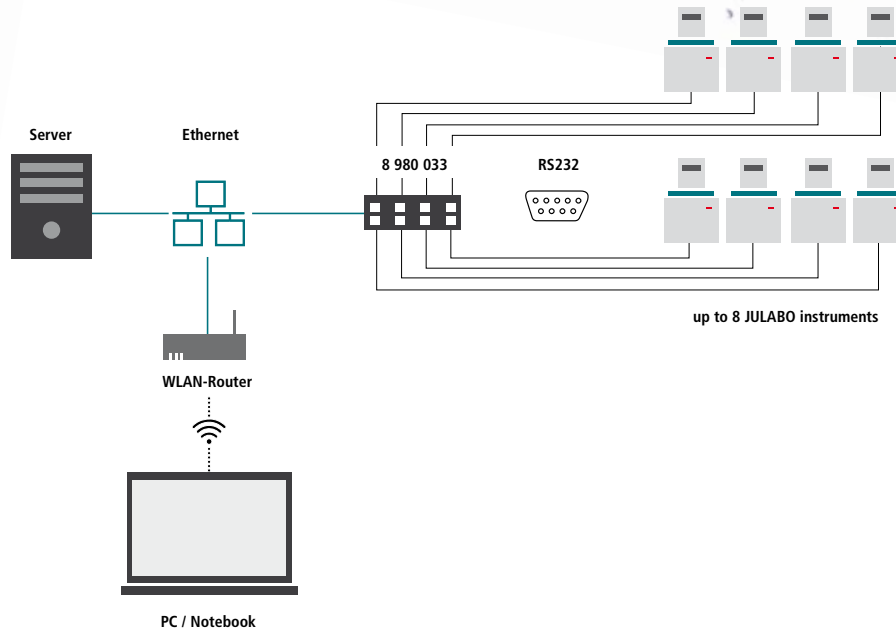 Server
Ethernet
8 980 033
RS232
up to 8 JULABO instruments
WLAN-Router
PC / Notebook